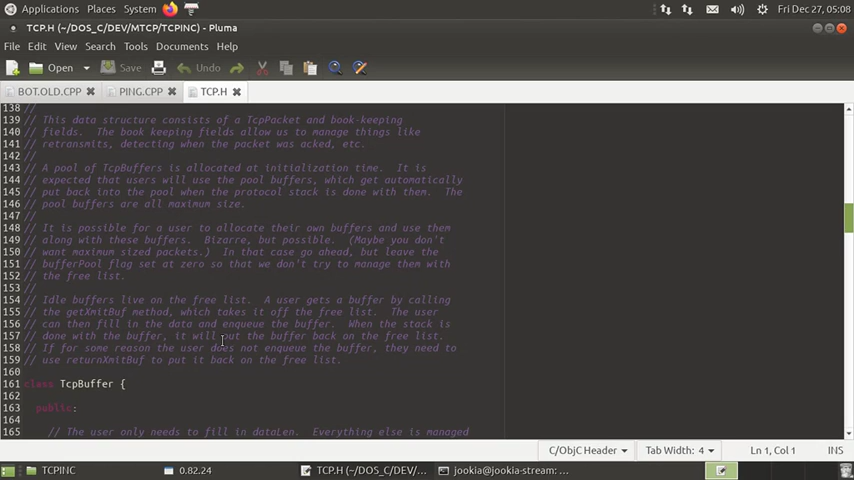 Applications Places System Fri Dec 27, 05:08
TCP.H (~/DOS_C/DEV/MTCP/TCPINC) - Pluma
File Edit View Search Tools Documents Help
Open Save Undo
BOT.OLD.CPP PING.CPP TCP.H
138 //
139 // This data structure consists of a TcpPacket and book-keeping
140 // fields. The book keeping fields allow us to manage things like
141 // retransmits, detecting when the packet was acked, etc.
142 //
143 // A pool of TcpBuffers is allocated at initialization time. It is
144 // expected that users will use the pool buffers, which get automatically
145 // put back into the pool when the protocol stack is done with them. The
146 // pool buffers are all maximum size.
147 //
148 // It is possible for a user to allocate their own buffers and use them
149 // along with these buffers. Bizarre, but possible. (Maybe you don't
150 // want maximum sized packets.) In that case go ahead, but leave the
151 // bufferPool flag set at zero so that we don't try to manage them with
152 // the free list.
153 //
154 // Idle buffers live on the free list. A user gets a buffer by calling
155 // the getXmitBuf method, which takes it off the free list. The user
156 // can then fill in the data and enqueue the buffer. When the stack is
157 // done with the buffer, it will put the buffer back on the free list.
158 // If for some reason the user does not enqueue the buffer, they need to
159 // use returnXmitBuf to put it back on the free list.
160
161 class TcpBuffer {
162
163 public:
164
165 // The user only needs to fill in dataLen. Everything else is managed
C/ObjC Header Tab Width: 4 Ln 1, Col 1 INS
TCPINC 0.82.24 TCP.H (~/DOS_C/DEV/... jookia@jookia-stream: ...